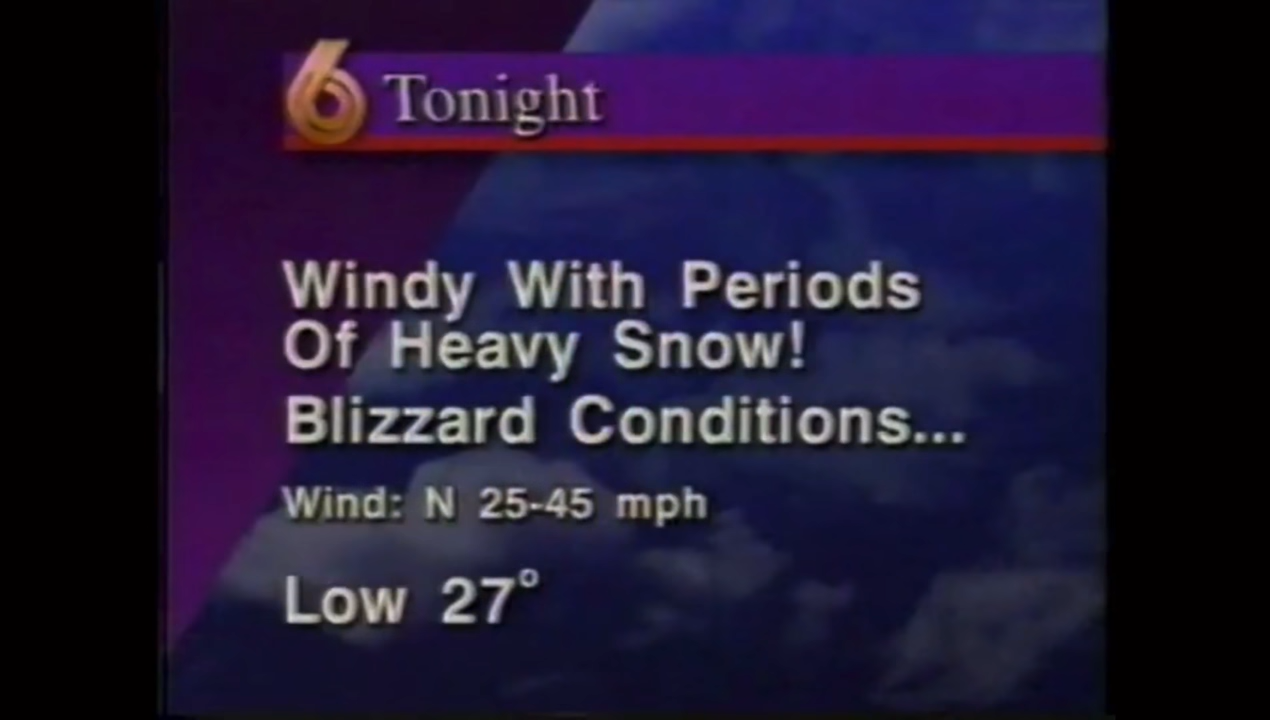 6 Tonight
Windy With Periods
Of Heavy Snow!
Blizzard Conditions...
Wind: N 25-45 mph
Low 27°